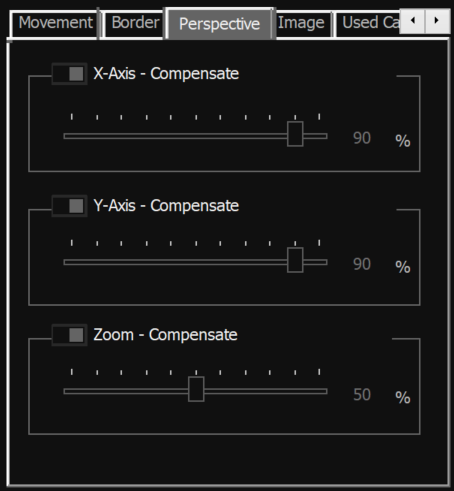 Movement Border Perspective Image Used Ca
X-Axis - Compensate
90 %
Y-Axis - Compensate
90 %
Zoom - Compensate
50 %